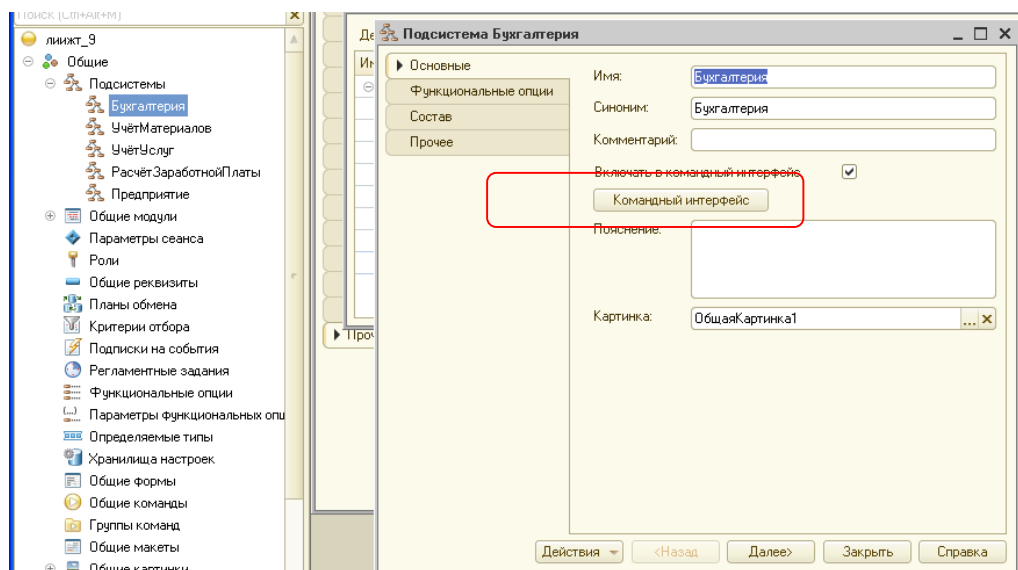 Поиск (Ctrl+Alt+M)
лиижт_9
Общие
Подсистемы
Бухгалтерия
УчётМатериалов
УчётУслуг
РасчётЗаработнойПлаты
Предприятие
Общие модули
Параметры сеанса
Роли
Общие реквизиты
Планы обмена
Критерии отбора
Подписки на события
Регламентные задания
Функциональные опции
Параметры функциональных опц
Определяемые типы
Хранилища настроек
Общие формы
Общие команды
Группы команд
Общие макеты
Общие картинки
Де
Проч
Подсистема Бухгалтерия
Основные
Функциональные опции
Состав
Прочее
Имя: Бухгалтерия
Синоним: Бухгалтерия
Комментарий:
Включать в командный интерфейс
Командный интерфейс
Пояснение:
Картинка: ОбщаяКартинка1 ...
Действия <Назад Далее> Закрыть Справка